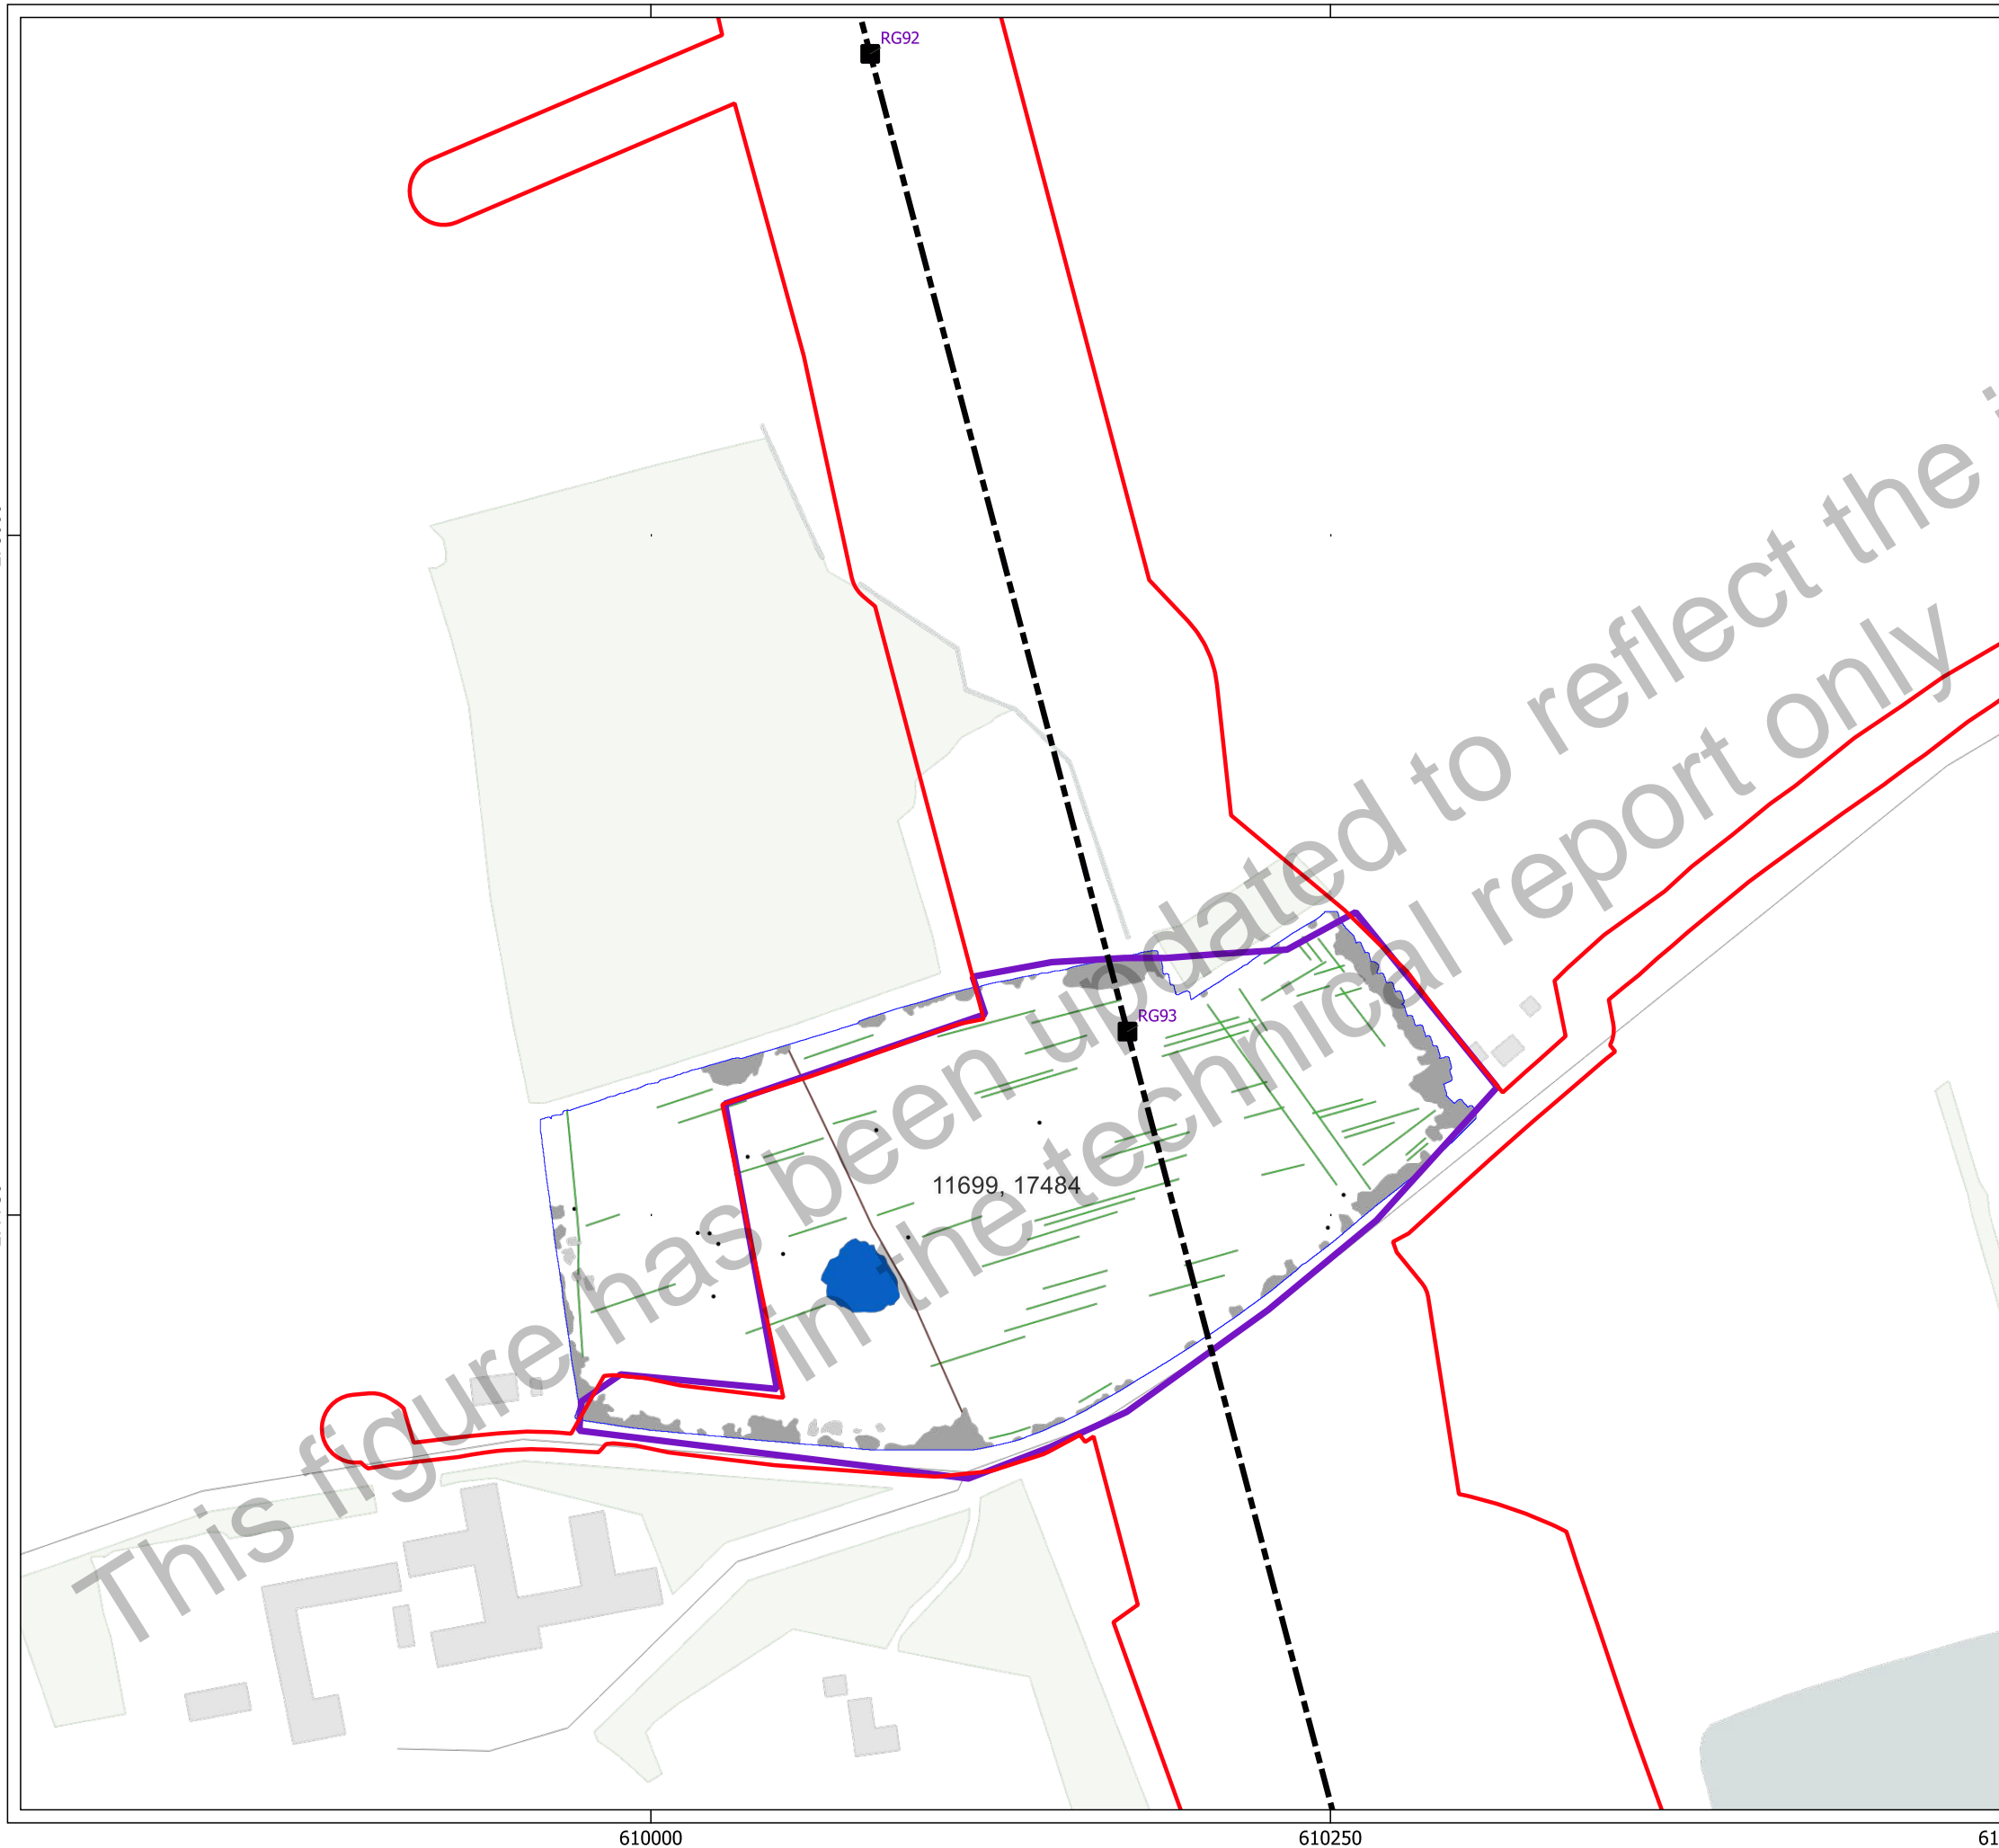 RG92
This figure has been updated to reflect the
in the technical report only
RG93
11699, 17484
610000
610250
61